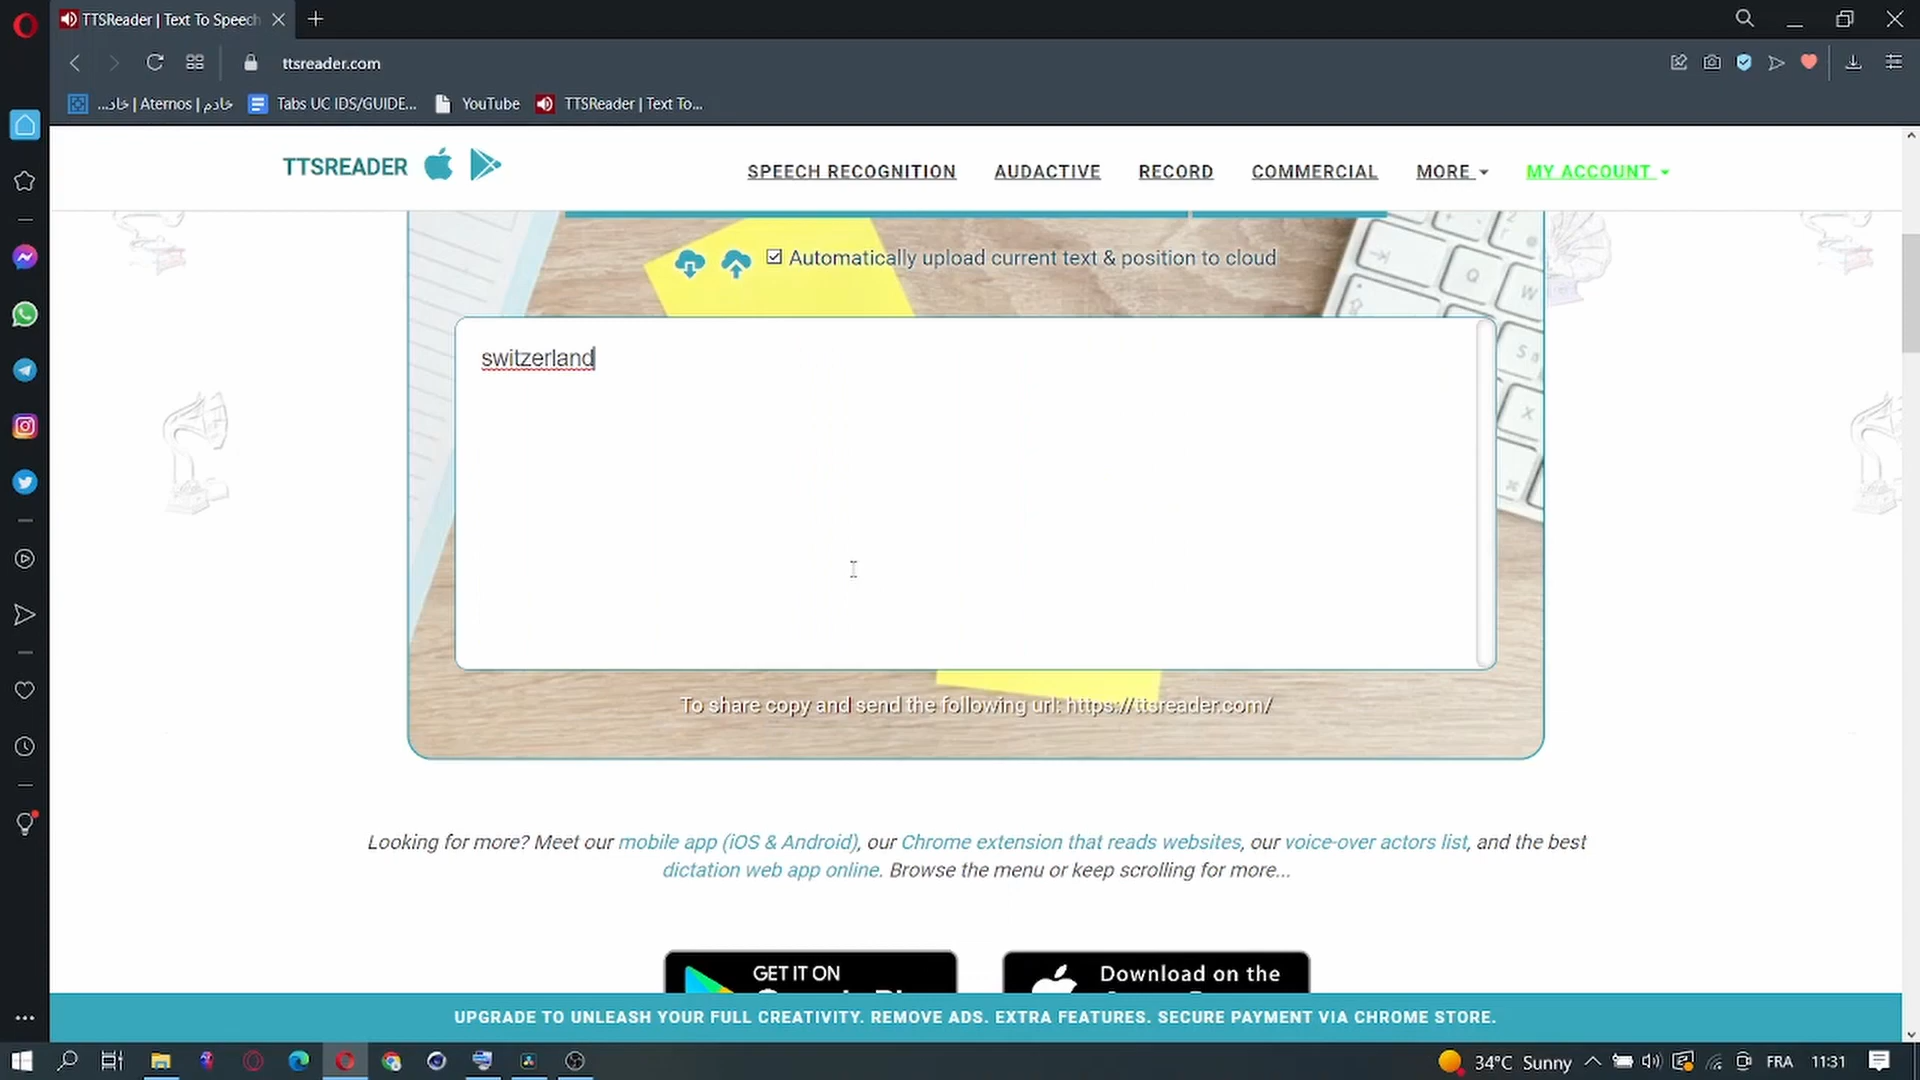 TTSReader | Text To Speech
ttsreader.com
...خادم | Aternos | خاد
Tabs UC IDS/GUIDE...
YouTube
TTSReader | Text To...
TTSREADER
SPEECH RECOGNITION
AUDACTIVE
RECORD
COMMERCIAL
MORE
MY ACCOUNT
Automatically upload current text & position to cloud
switzerland
To share copy and send the following url: https://ttsreader.com/
Looking for more? Meet our mobile app (iOS & Android), our Chrome extension that reads websites, our voice-over actors list, and the best
dictation web app online. Browse the menu or keep scrolling for more...
GET IT ON
Download on the
UPGRADE TO UNLEASH YOUR FULL CREATIVITY. REMOVE ADS. EXTRA FEATURES. SECURE PAYMENT VIA CHROME STORE.
34°C Sunny
FRA
11:31